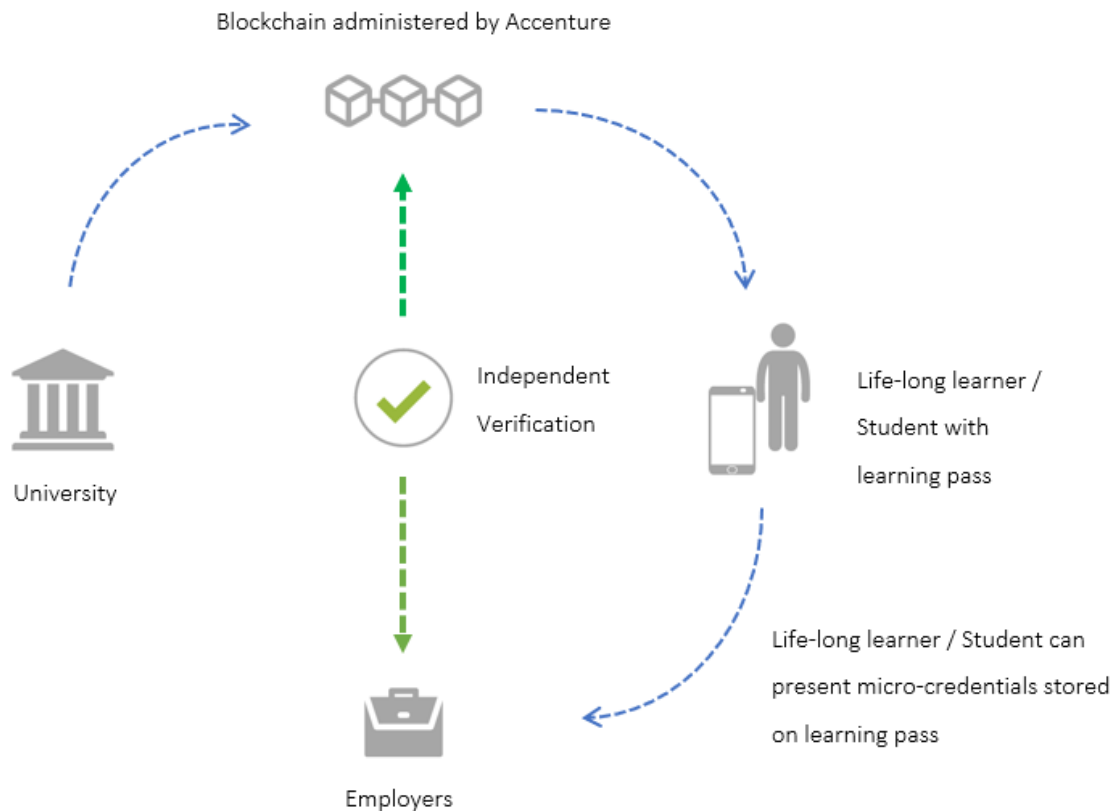 Blockchain administered by Accenture
Independent
Verification
University
Life-long learner /
Student with
learning pass
Life-long learner / Student can
present micro-credentials stored
on learning pass
Employers